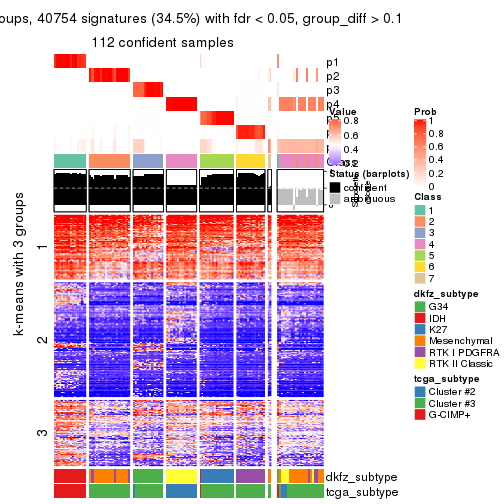 oups, 40754 signatures (34.5%) with fdr < 0.05, group_diff > 0.1
112 confident samples
p1
p2
p3
p4
Value
0.8
0.6
0.4
0.2
Class
Status (barplots)
confident
ambiguous
Prob
1
0.8
0.6
0.4
0.2
0
Class
1
2
3
4
5
6
7
dkfz_subtype
G34
IDH
K27
Mesenchymal
RTK I PDGFRA
RTK II Classic
tcga_subtype
Cluster #2
Cluster #3
G-CIMP+
k-means with 3 groups
1
2
3
dkfz_subtype
tcga_subtype